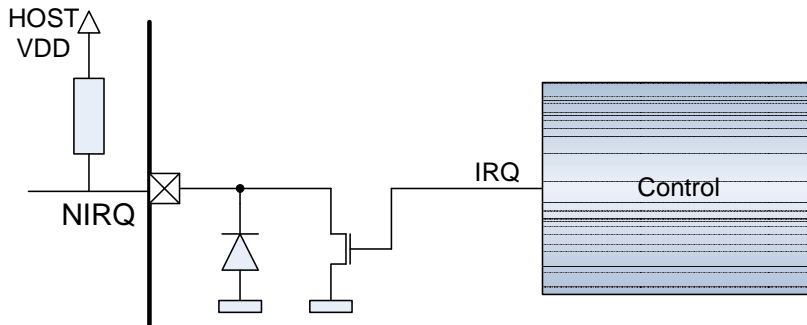 HOST
VDD
NIRQ
IRQ
Control